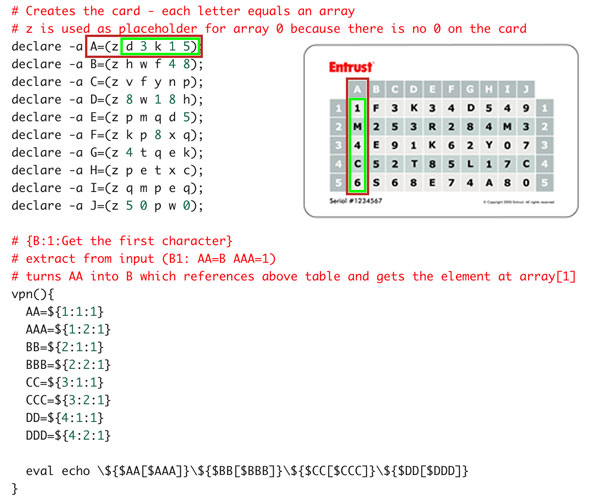 # Creates the card - each letter equals an array
# z is used as placeholder for array 0 because there is no 0 on the card
declare -a A=(z d 3 k 1 5);
declare -a B=(z h w f 4 8);
declare -a C=(z v f y n p);
declare -a D=(z 8 w 1 8 h);
declare -a E=(z p m q d 5);
declare -a F=(z k p 8 x q);
declare -a G=(z 4 t q e k);
declare -a H=(z p e t x c);
declare -a I=(z q m p e q);
declare -a J=(z 5 0 p w 0);
Entrust
A B C D E F G H I J
1 1 F 3 K 3 4 D 5 4 9 1
2 M 2 5 3 R 2 8 4 M 3 2
3 4 E 9 1 K 6 2 Y 0 7 3
4 C 5 2 T 8 5 L 1 7 C 4
5 6 S 6 8 E 7 4 A 8 0 5
Serial #1234567
© Copyright 2005 Entrust. All rights reserved.
# {B:1:Get the first character}
# extract from input (B1: AA=B AAA=1)
# turns AA into B which references above table and gets the element at array[1]
vpn(){
AA=${1:1:1}
AAA=${1:2:1}
BB=${2:1:1}
BBB=${2:2:1}
CC=${3:1:1}
CCC=${3:2:1}
DD=${4:1:1}
DDD=${4:2:1}
eval echo \${$AA[$AAA]}\${$BB[$BBB]}\${$CC[$CCC]}\${$DD[$DDD]}
}